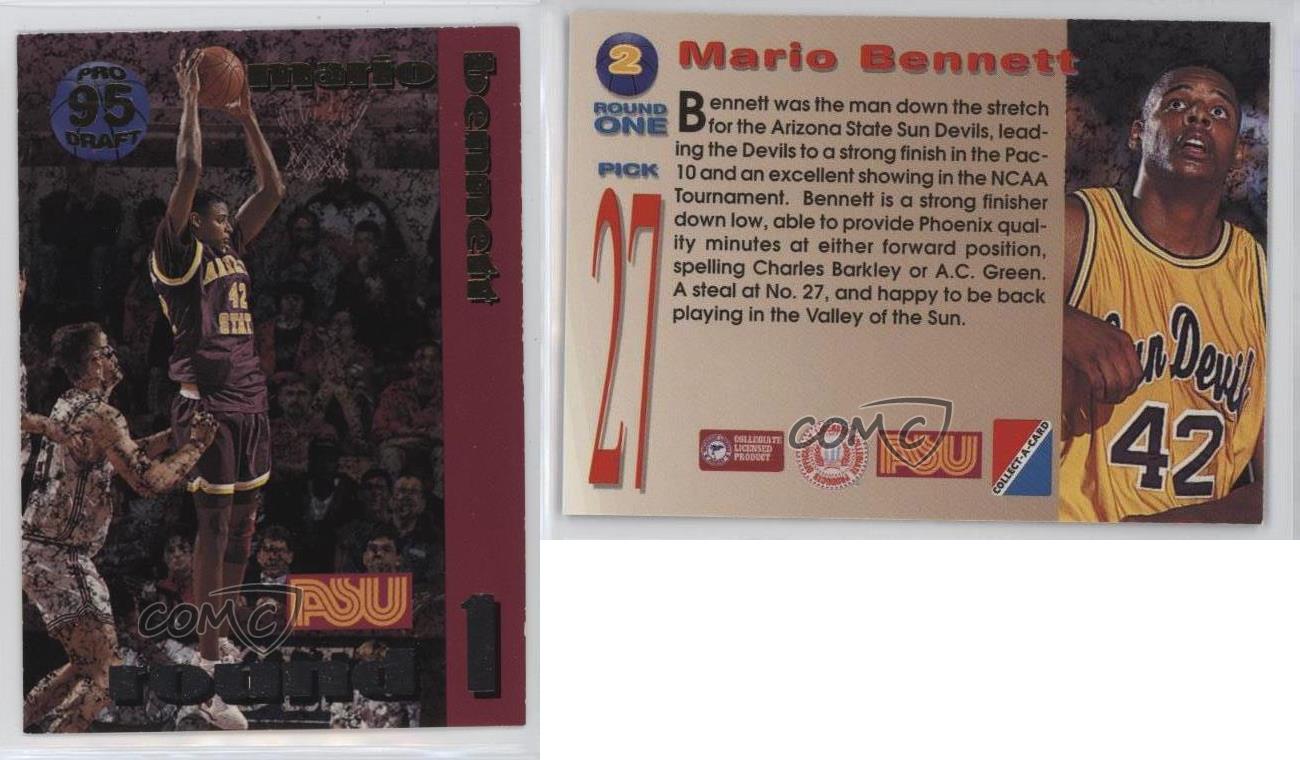 PRO
95
DRAFT
mario
bennett
ARIZONA
42
STATE
ASU
COMC
round
1
2
ROUND
ONE
PICK
27
Mario Bennett
Bennett was the man down the stretch
for the Arizona State Sun Devils, lead-
ing the Devils to a strong finish in the Pac-
10 and an excellent showing in the NCAA
Tournament. Bennett is a strong finisher
down low, able to provide Phoenix qual-
ity minutes at either forward position,
spelling Charles Barkley or A.C. Green.
A steal at No. 27, and happy to be back
playing in the Valley of the Sun.
COLLEGIATE
LICENSED
PRODUCT
COMC
ASU
COLLECT-A-CARD
Sun Devils
42